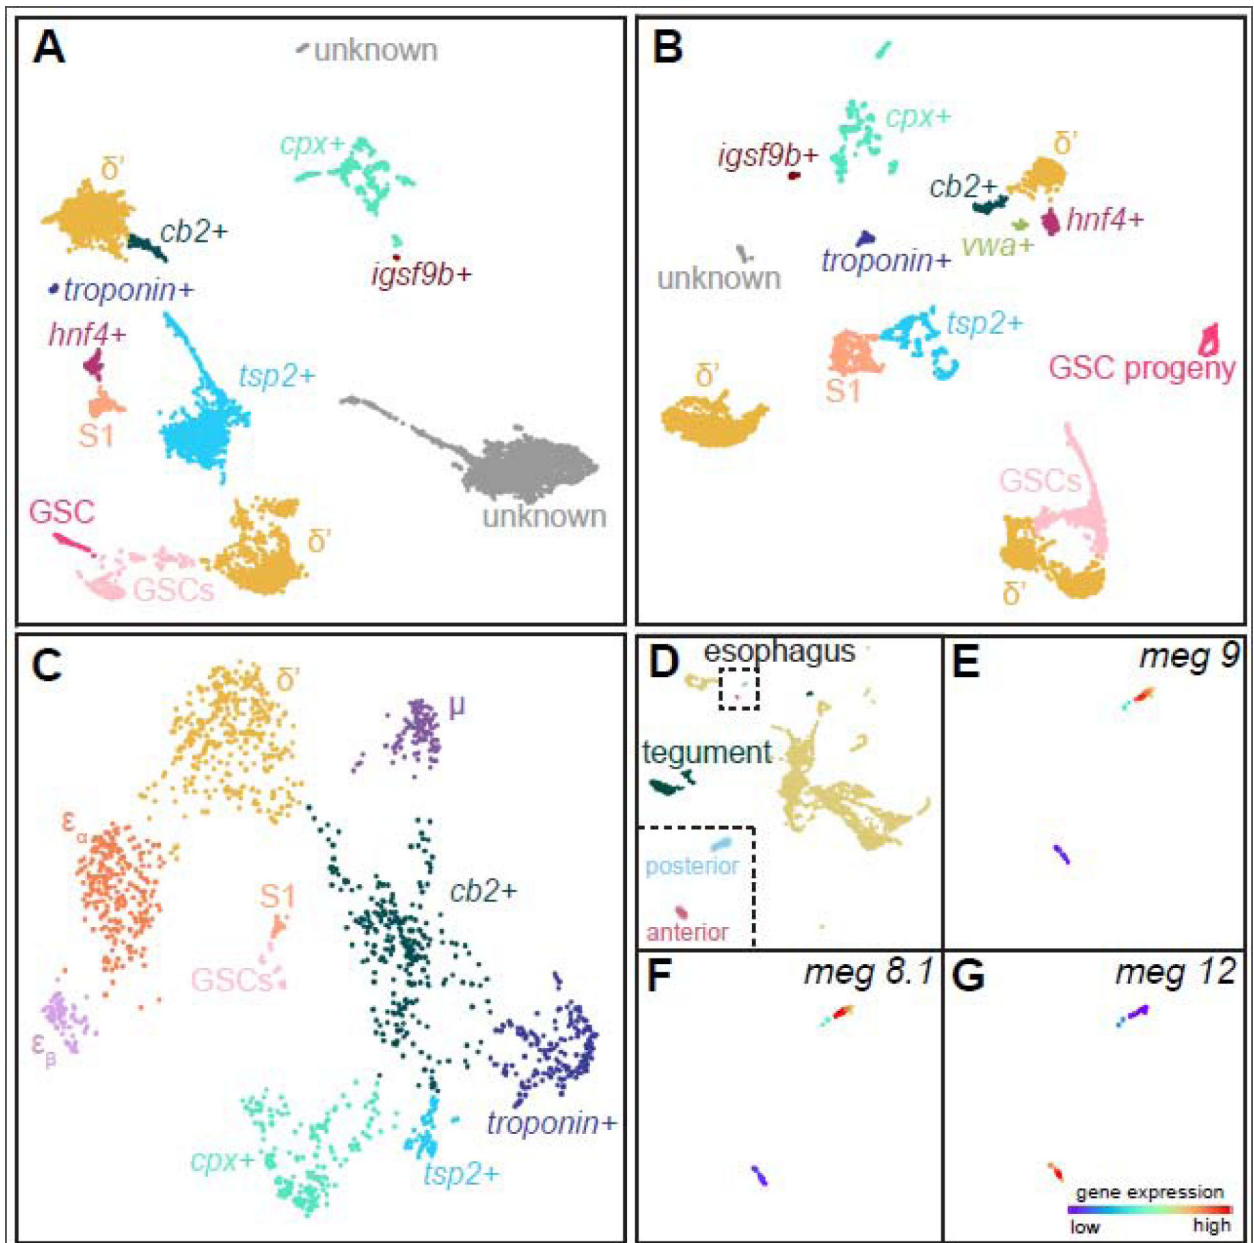 A
unknown
cpx+
δ’
cb2+
igsf9b+
troponin+
hnf4+
tsp2+
S1
unknown
GSC
δ’
GSCs
B
cpx+
igsf9b+
δ’
cb2+
hnf4+
vwa+
troponin+
unknown
tsp2+
GSC progeny
S1
δ’
GSCs
δ’
C
δ’
μ
εα
cb2+
S1
GSCs
εβ
troponin+
cpx+
tsp2+
D
esophagus
tegument
posterior
anterior
E
meg 9
F
meg 8.1
G
meg 12
gene expression
low high